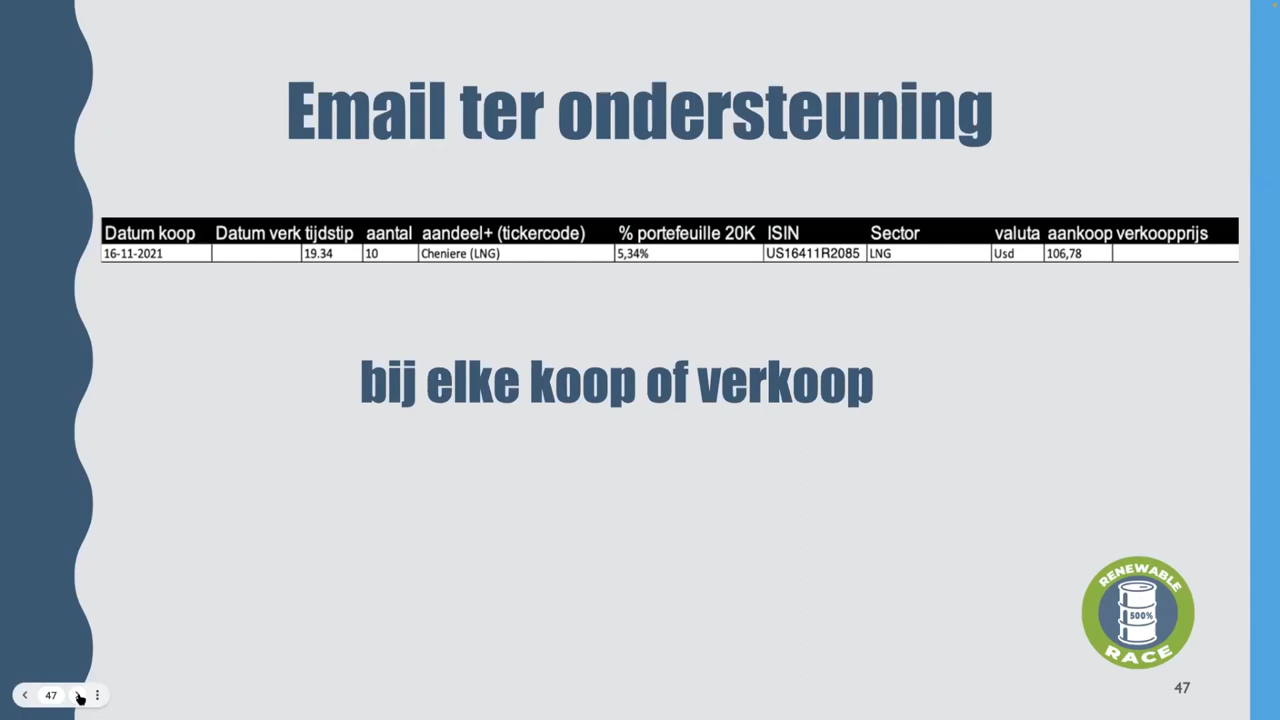 Email ter ondersteuning
Datum koop Datum verk tijdstip aantal aandeel+ (tickercode) % portefeuille 20K ISIN Sector valuta aankoop verkoopprijs
16-11-2021 19.34 10 Cheniere (LNG) 5,34% US16411R2085 LNG Usd 106,78
bij elke koop of verkoop
RENEWABLE
500%
RACE
47
47